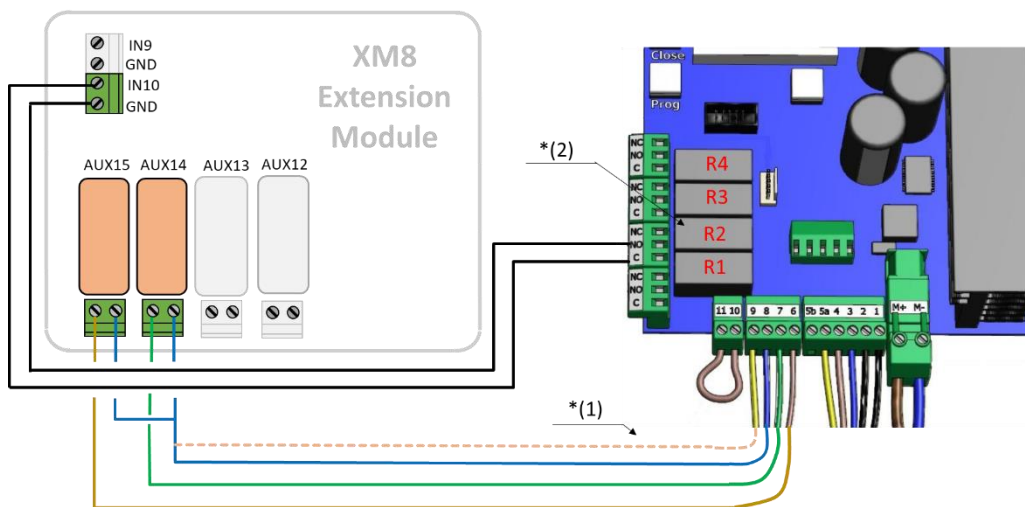 XM8
Extension
Module
IN9
GND
IN10
GND
AUX15 AUX14 AUX13 AUX12
*(2)
*(1)
Close
Prog
NC
NO
C
NC
NO
C
NC
NO
C
NC
NO
C
R4
R3
R2
R1
11 10 9 8 7 6 5b 5a 4 3 2 1
M+ M-